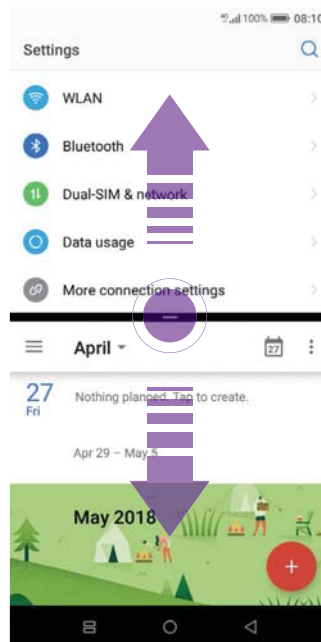 4G 100% 08:10
Settings
WLAN
Bluetooth
Dual-SIM & network
Data usage
More connection settings
April
27
27
Fri
Nothing planned. Tap to create.
Apr 29 – May 5
May 2018